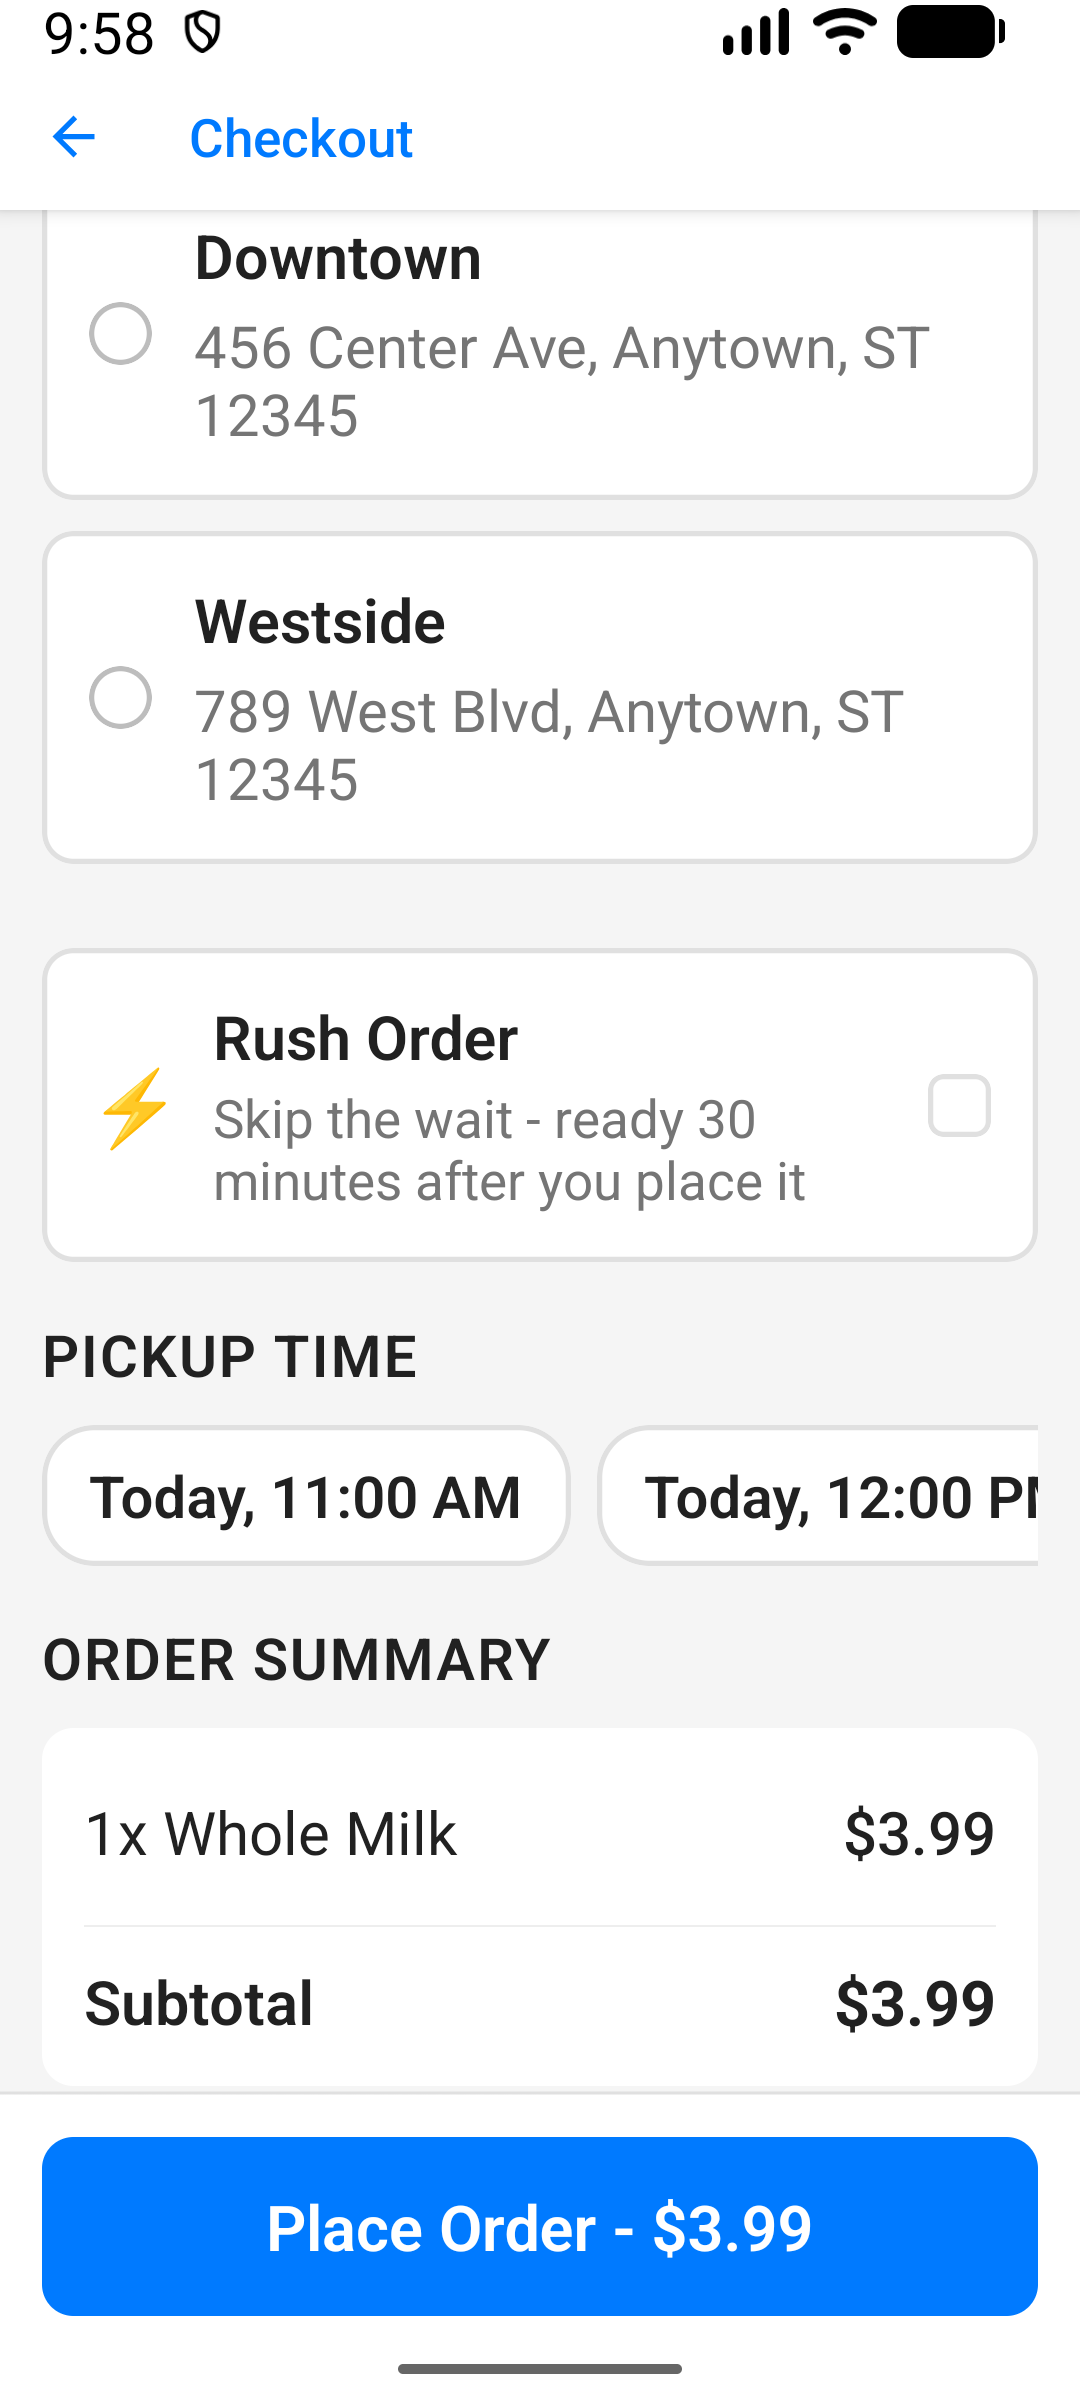 9:58
Checkout
Downtown
456 Center Ave, Anytown, ST
12345
Westside
789 West Blvd, Anytown, ST
12345
Rush Order
Skip the wait - ready 30
minutes after you place it
PICKUP TIME
Today, 11:00 AM
Today, 12:00 PM
ORDER SUMMARY
1x Whole Milk $3.99
Subtotal $3.99
Place Order - $3.99